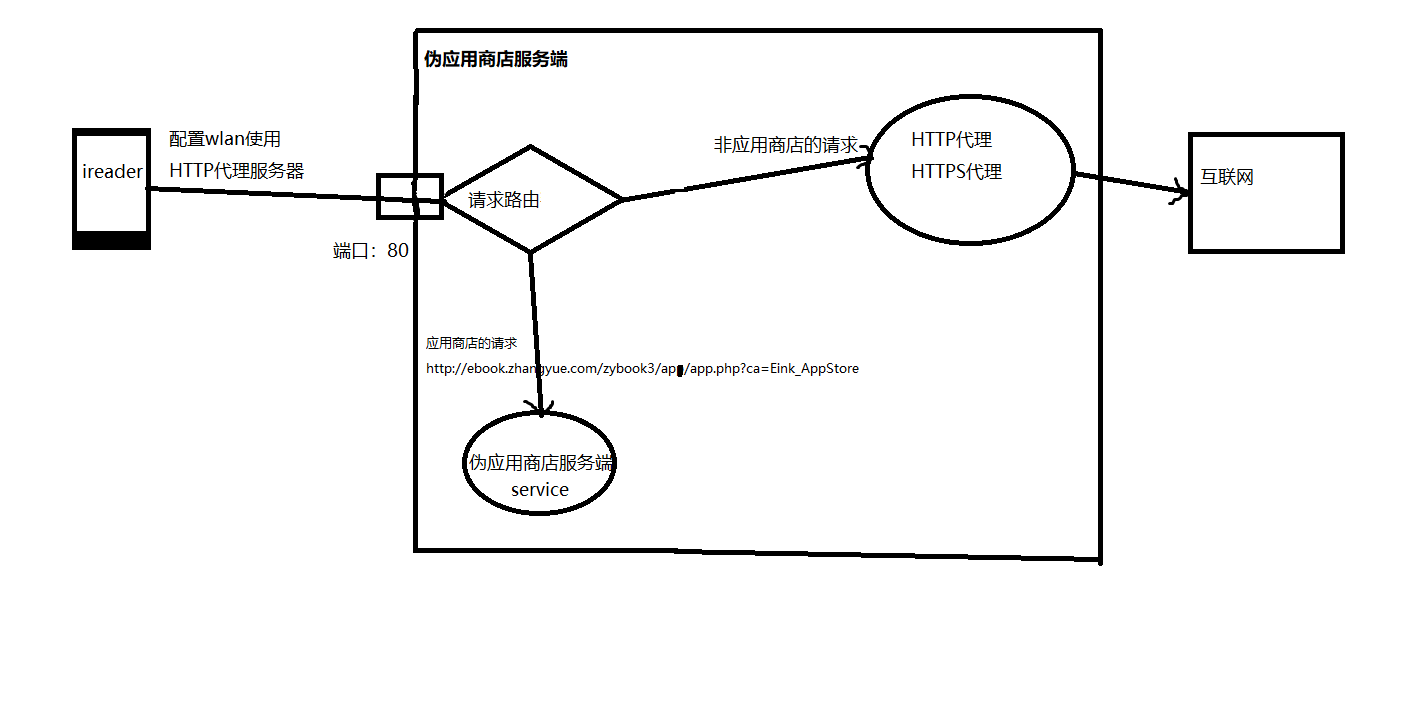 伪应用商店服务端
配置wlan使用
HTTP代理服务器
ireader
端口：80
请求路由
非应用商店的请求
HTTP代理
HTTPS代理
互联网
应用商店的请求
http://ebook.zhangyue.com/zybook3/app/app.php?ca=Eink_AppStore
伪应用商店服务端
service